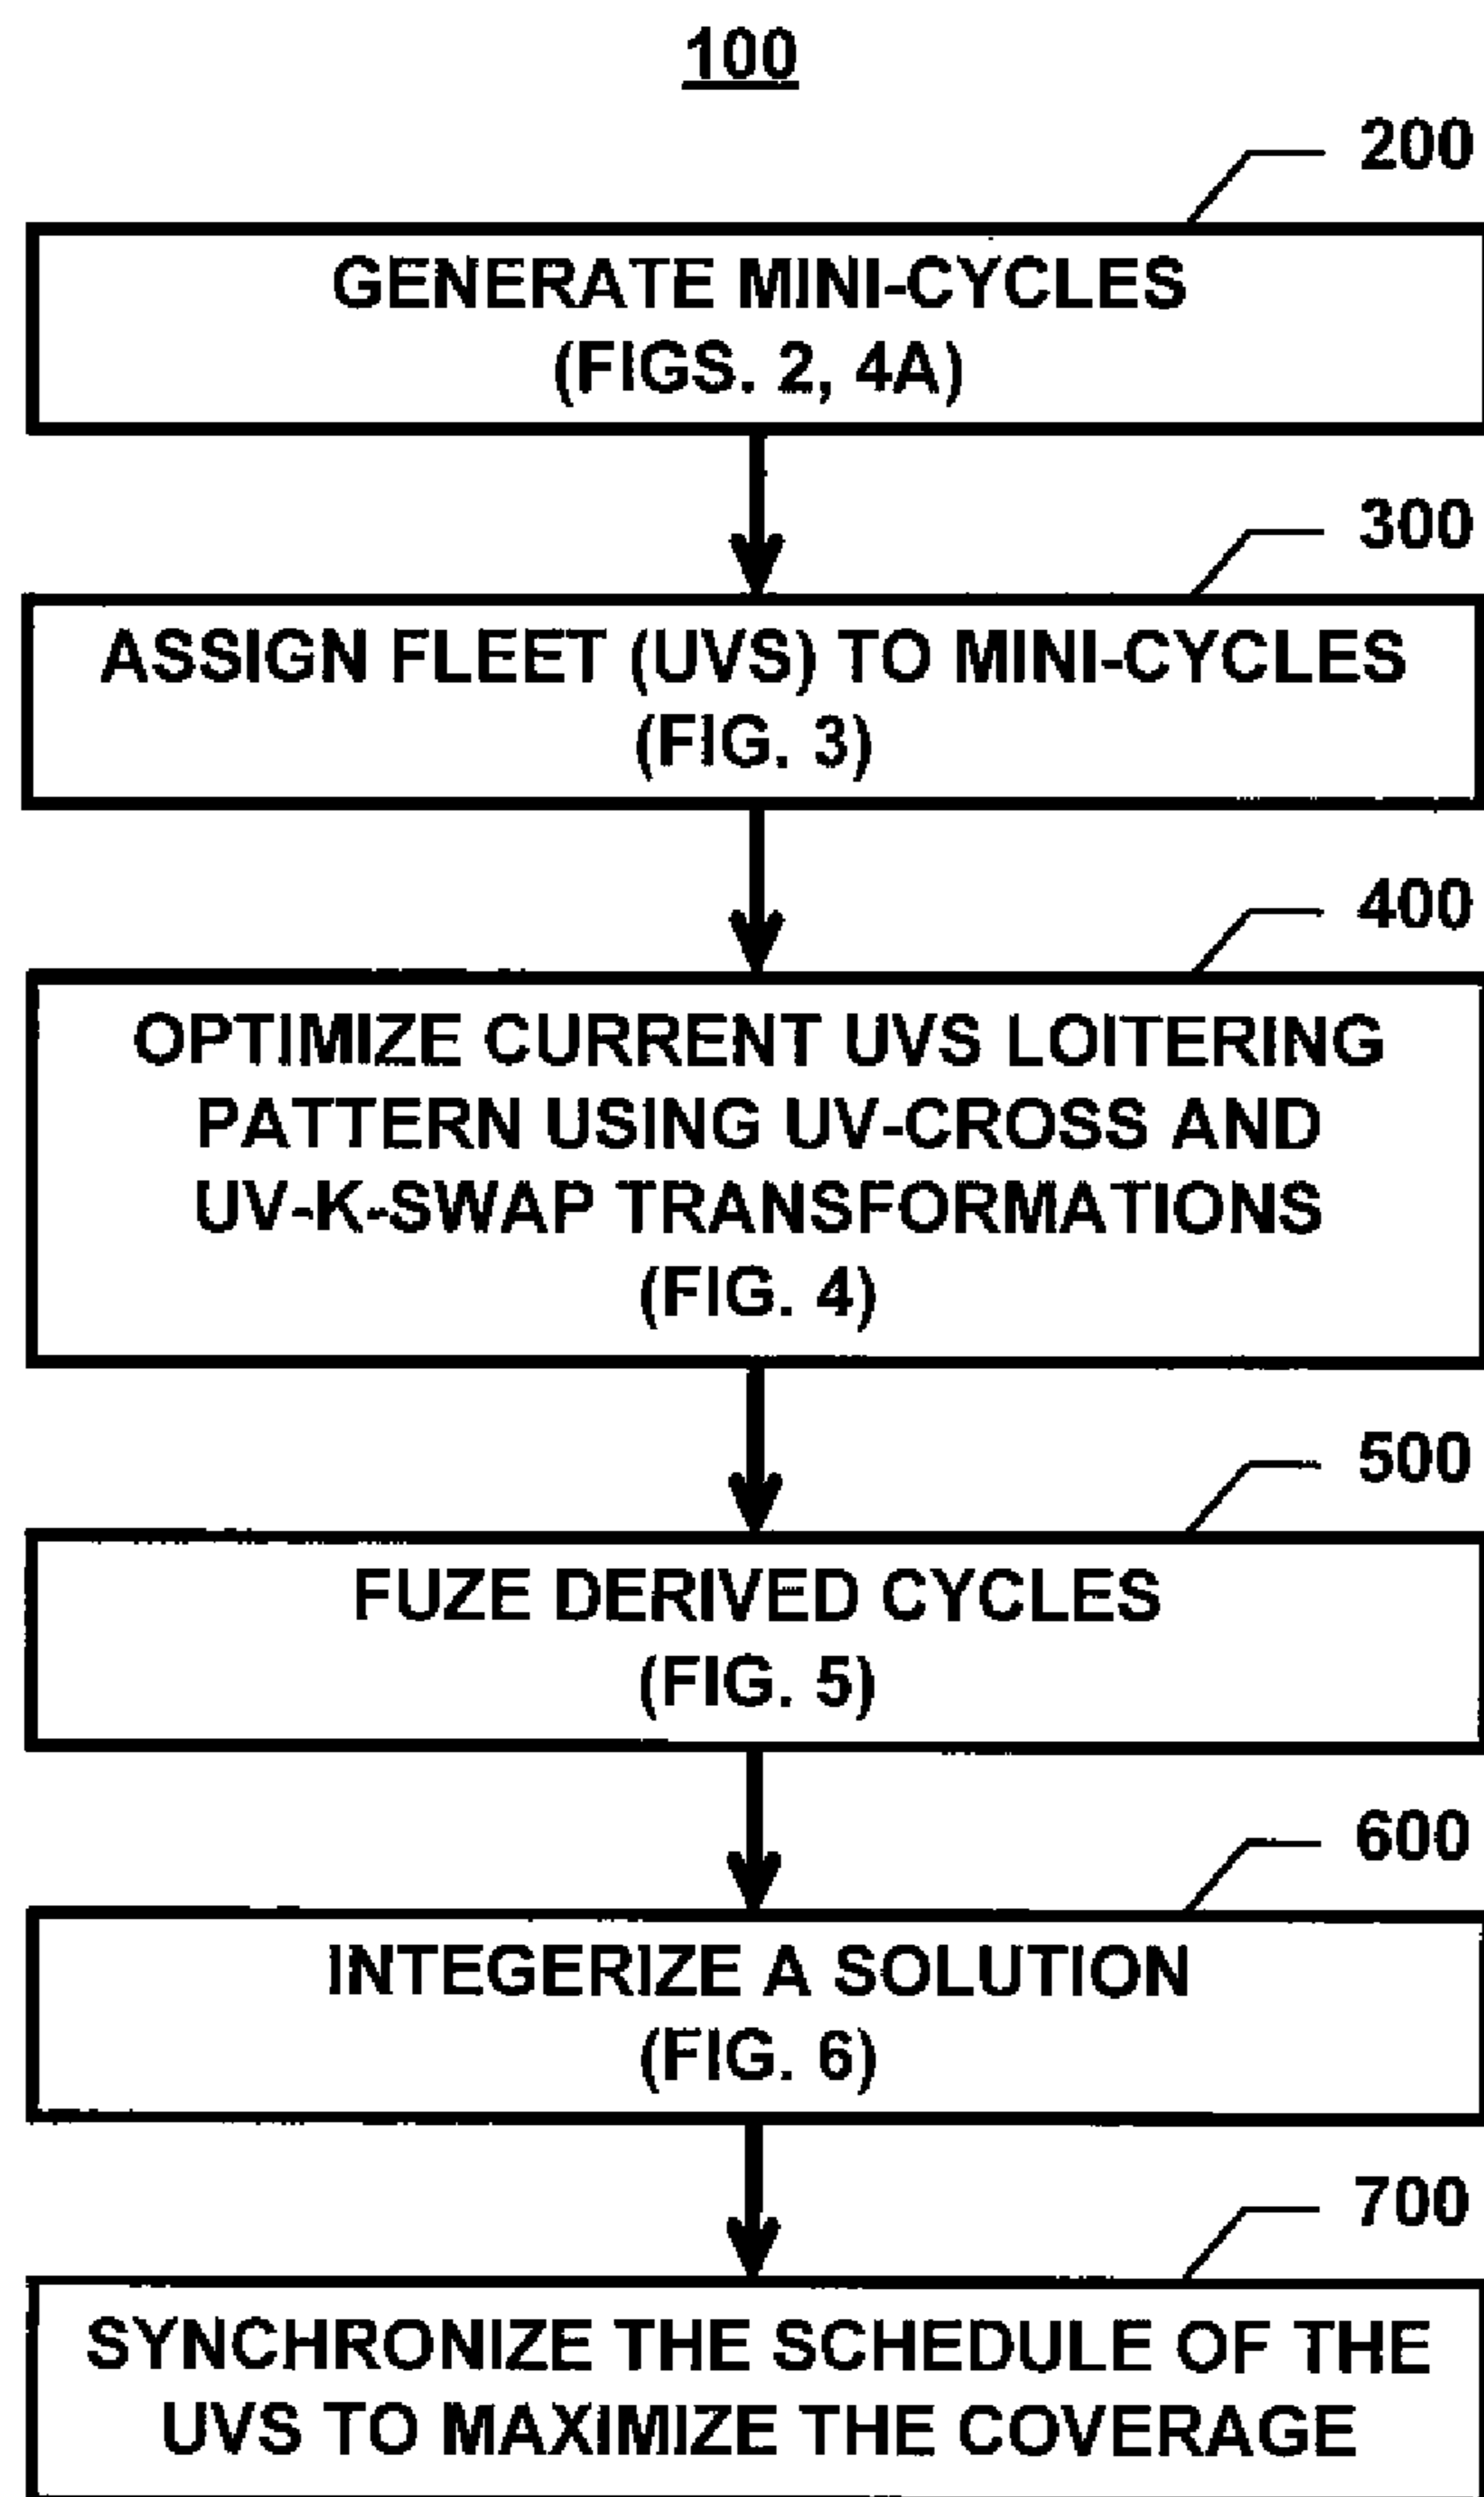 100
200
GENERATE MINI-CYCLES
(FIGS. 2, 4A)
300
ASSIGN FLEET (UVS) TO MINI-CYCLES
(FIG. 3)
400
OPTIMIZE CURRENT UVS LOITERING
PATTERN USING UV-CROSS AND
UV-K-SWAP TRANSFORMATIONS
(FIG. 4)
500
FUZE DERIVED CYCLES
(FIG. 5)
600
INTEGERIZE A SOLUTION
(FIG. 6)
700
SYNCHRONIZE THE SCHEDULE OF THE
UVS TO MAXIMIZE THE COVERAGE